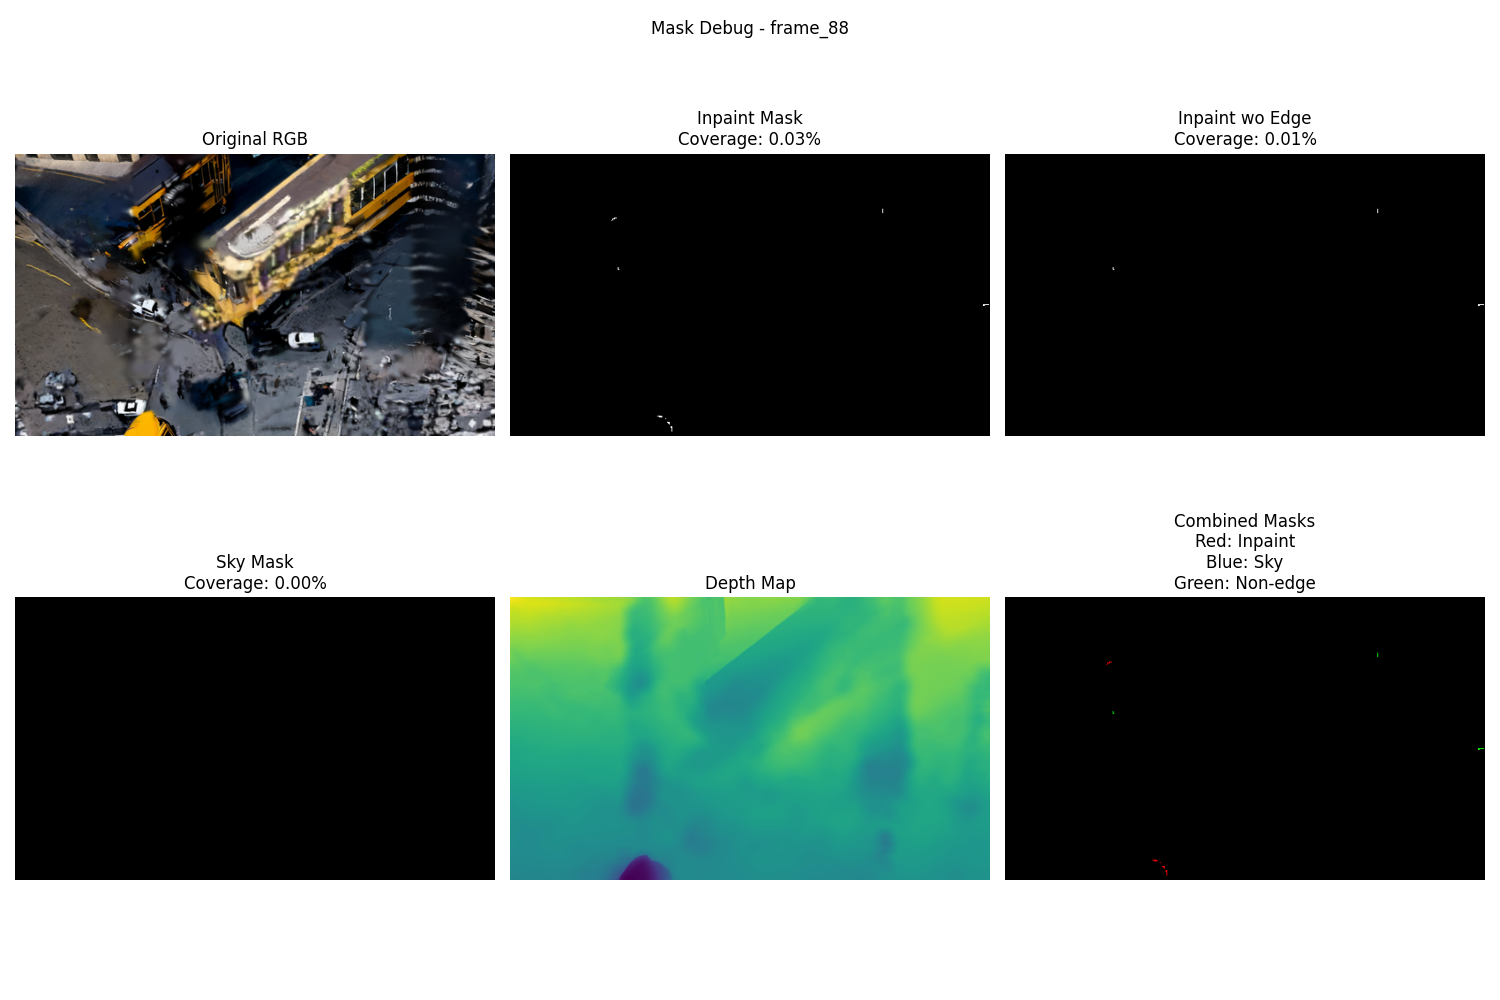 Mask Debug - frame_88
Original RGB
Inpaint Mask
Coverage: 0.03%
Inpaint wo Edge
Coverage: 0.01%
Sky Mask
Coverage: 0.00%
Depth Map
Combined Masks
Red: Inpaint
Blue: Sky
Green: Non-edge